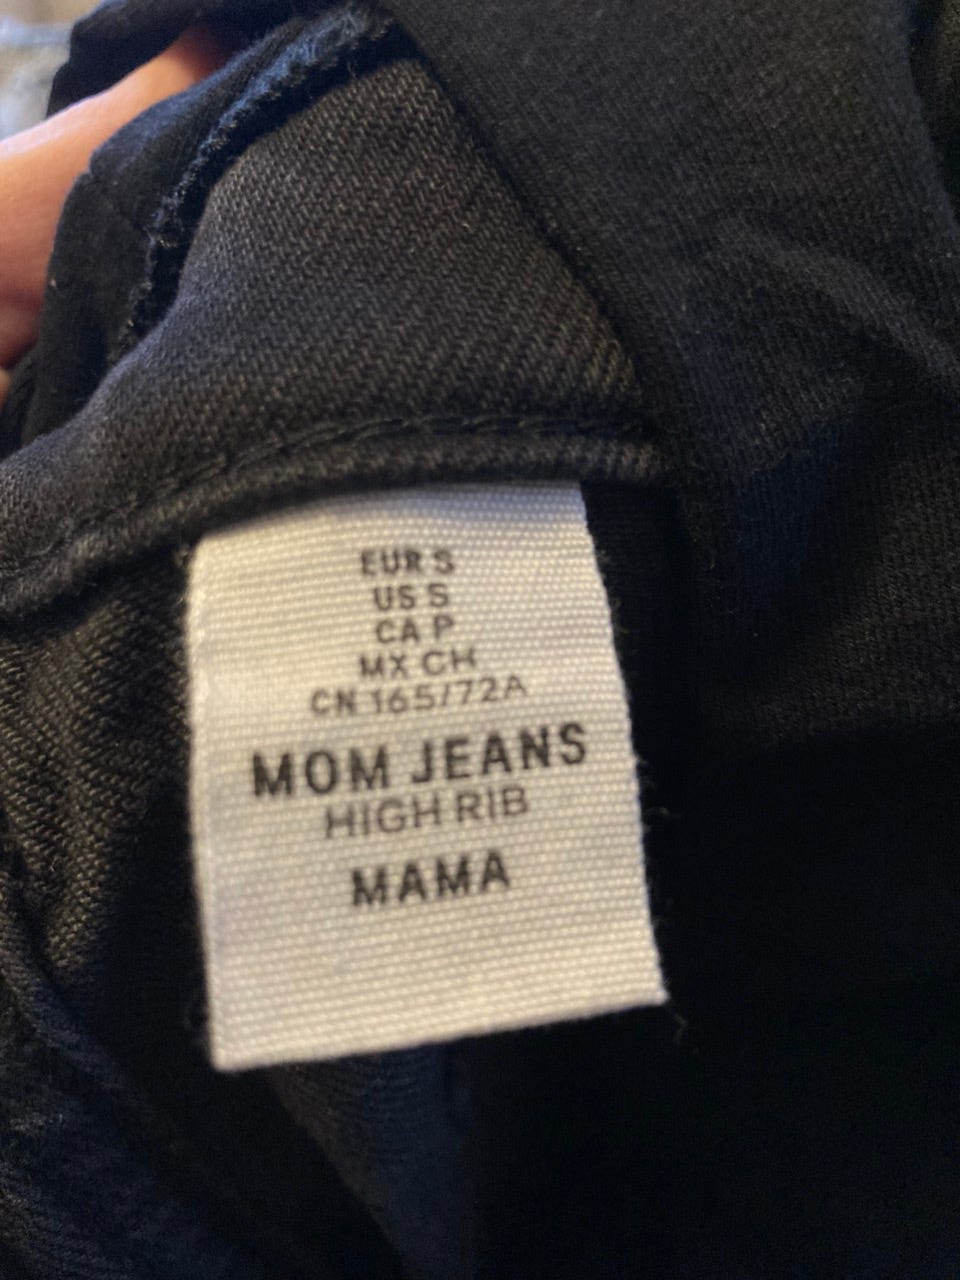 EUR S
US S
CA P
MX CH
CN 165/72A
MOM JEANS
HIGH RIB
MAMA